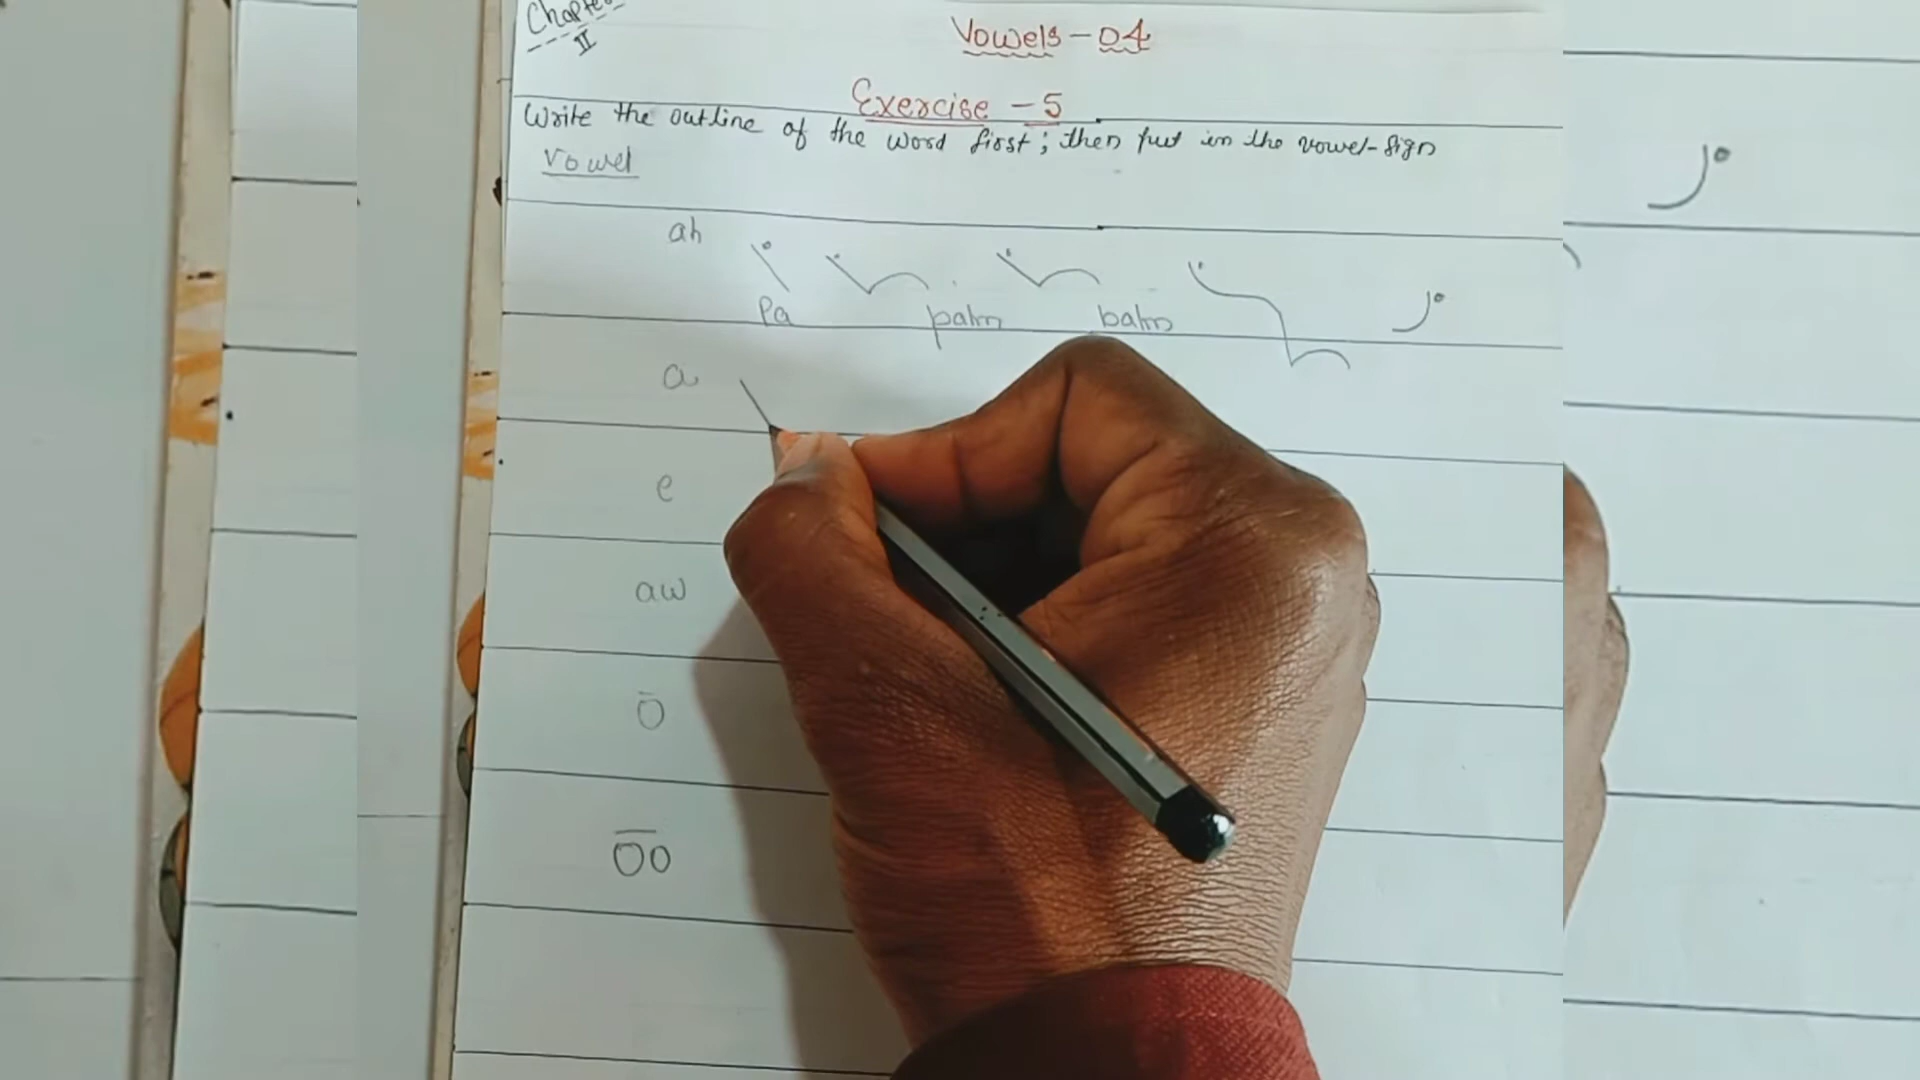 Chapter
II
Vowels - 04
Exercise - 5
Write the outline of the word first; then put in the vowel-sign
Vowel
ah
Pa palm balm
a
e
aw
ō
o̅o